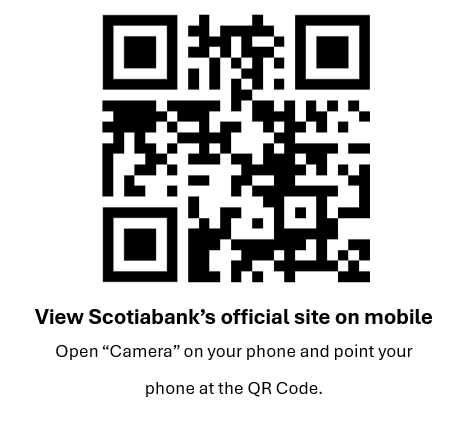 View Scotiabank’s official site on mobile
Open “Camera” on your phone and point your
phone at the QR Code.